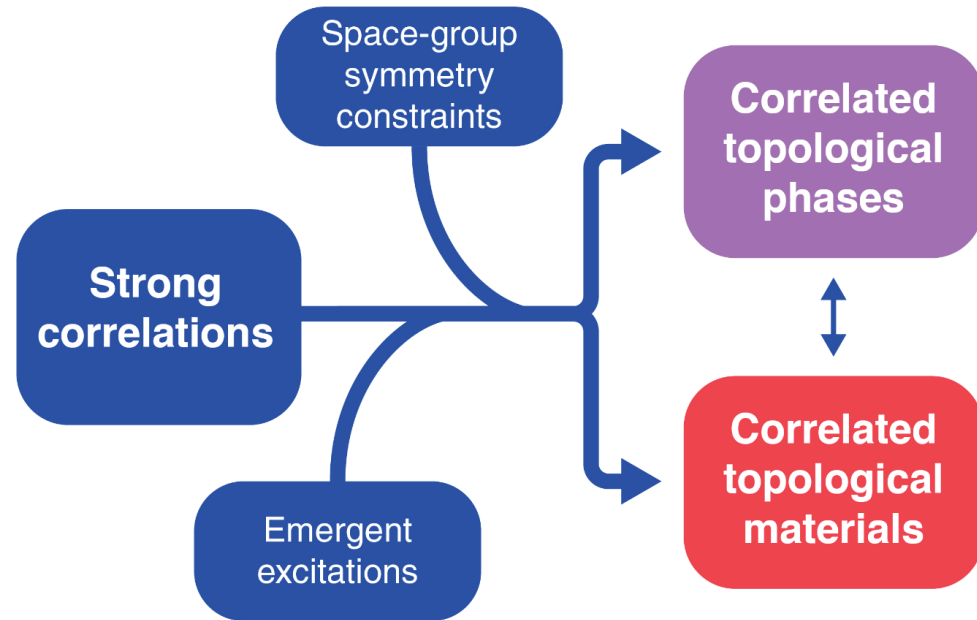 Space-group
symmetry
constraints
Strong
correlations
Emergent
excitations
Correlated
topological
phases
Correlated
topological
materials